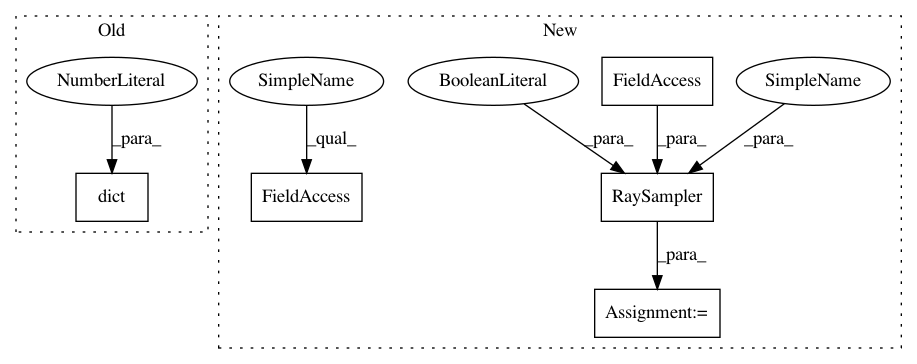 Old
New
NumberLiteral
SimpleName
BooleanLiteral
FieldAccess
SimpleName
_para_
_qual_
_para_
_para_
_para_
dict
FieldAccess
RaySampler
_para_
Assignment:=